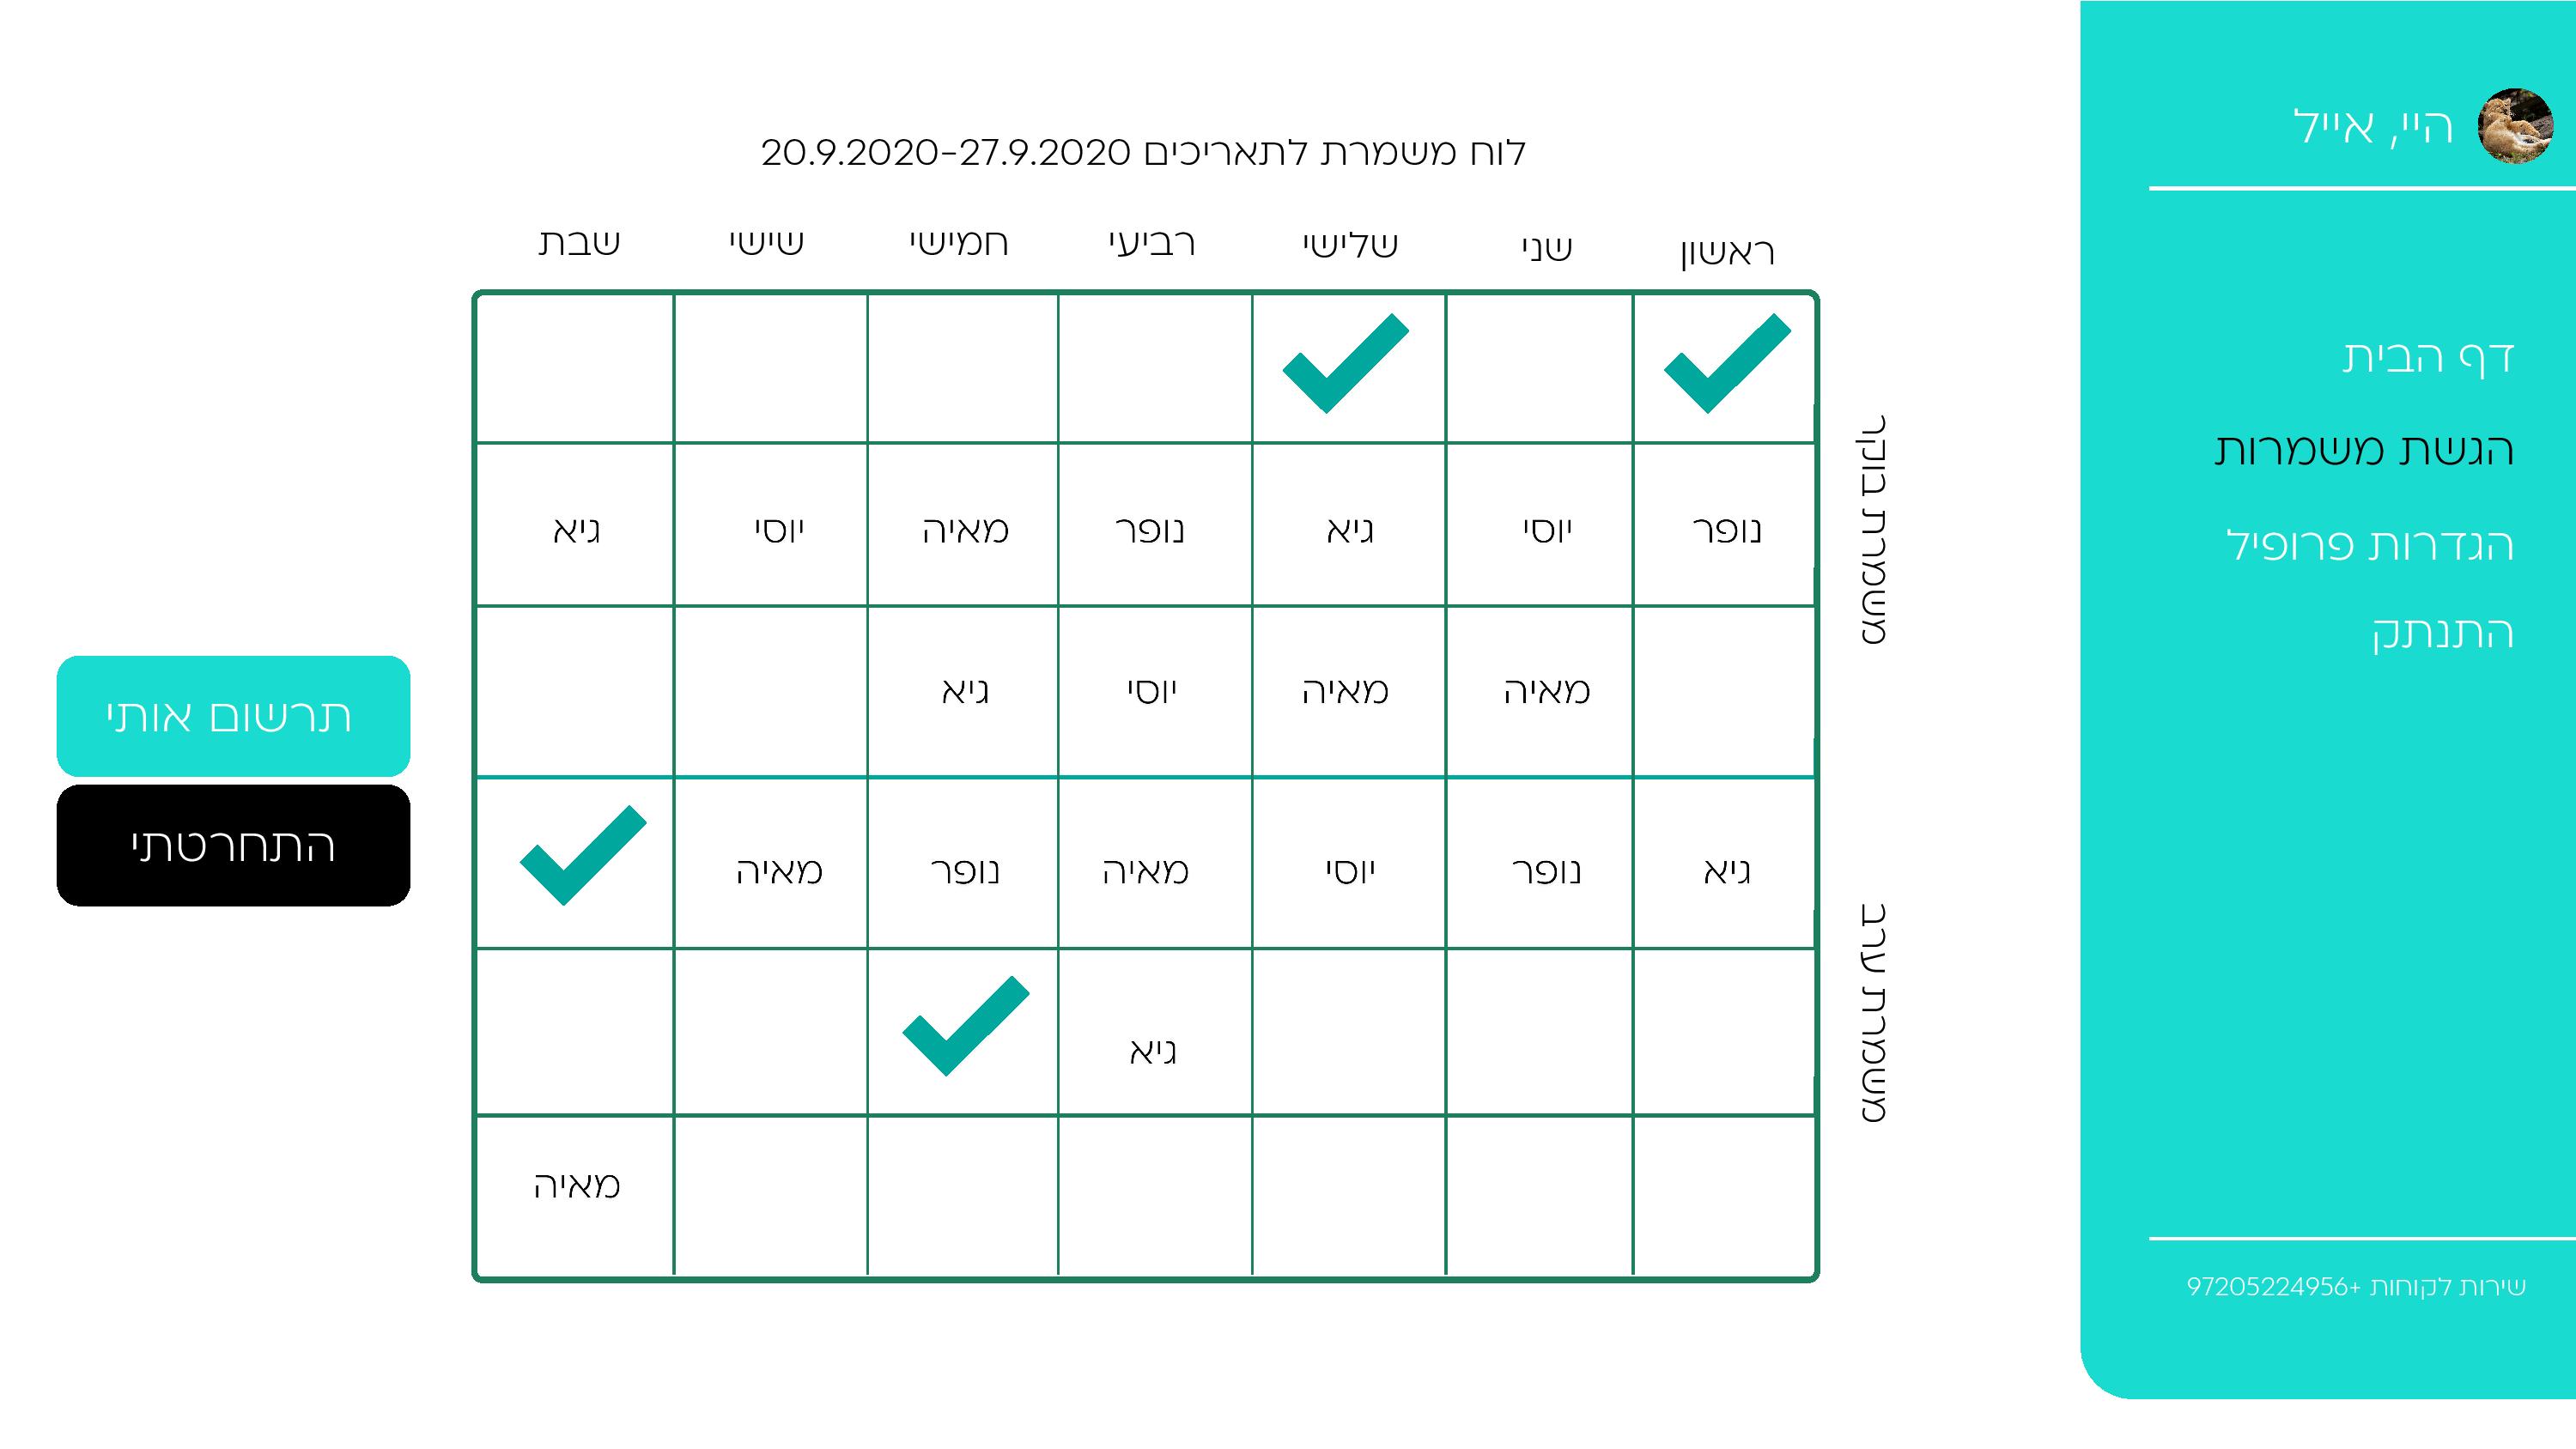 היי, אייל
דף הבית
הגשת משמרות
הגדרות פרופיל
התנתק
שירות לקוחות +97205224956
לוח משמרת לתאריכים 20.9.2020-27.9.2020
ראשון שני שלישי רביעי חמישי שישי שבת
משמרת בוקר
נופר יוסי גיא נופר מאיה יוסי גיא
מאיה מאיה יוסי גיא
משמרת ערב
גיא נופר יוסי מאיה נופר מאיה
גיא
מאיה
תרשום אותי
התחרטתי